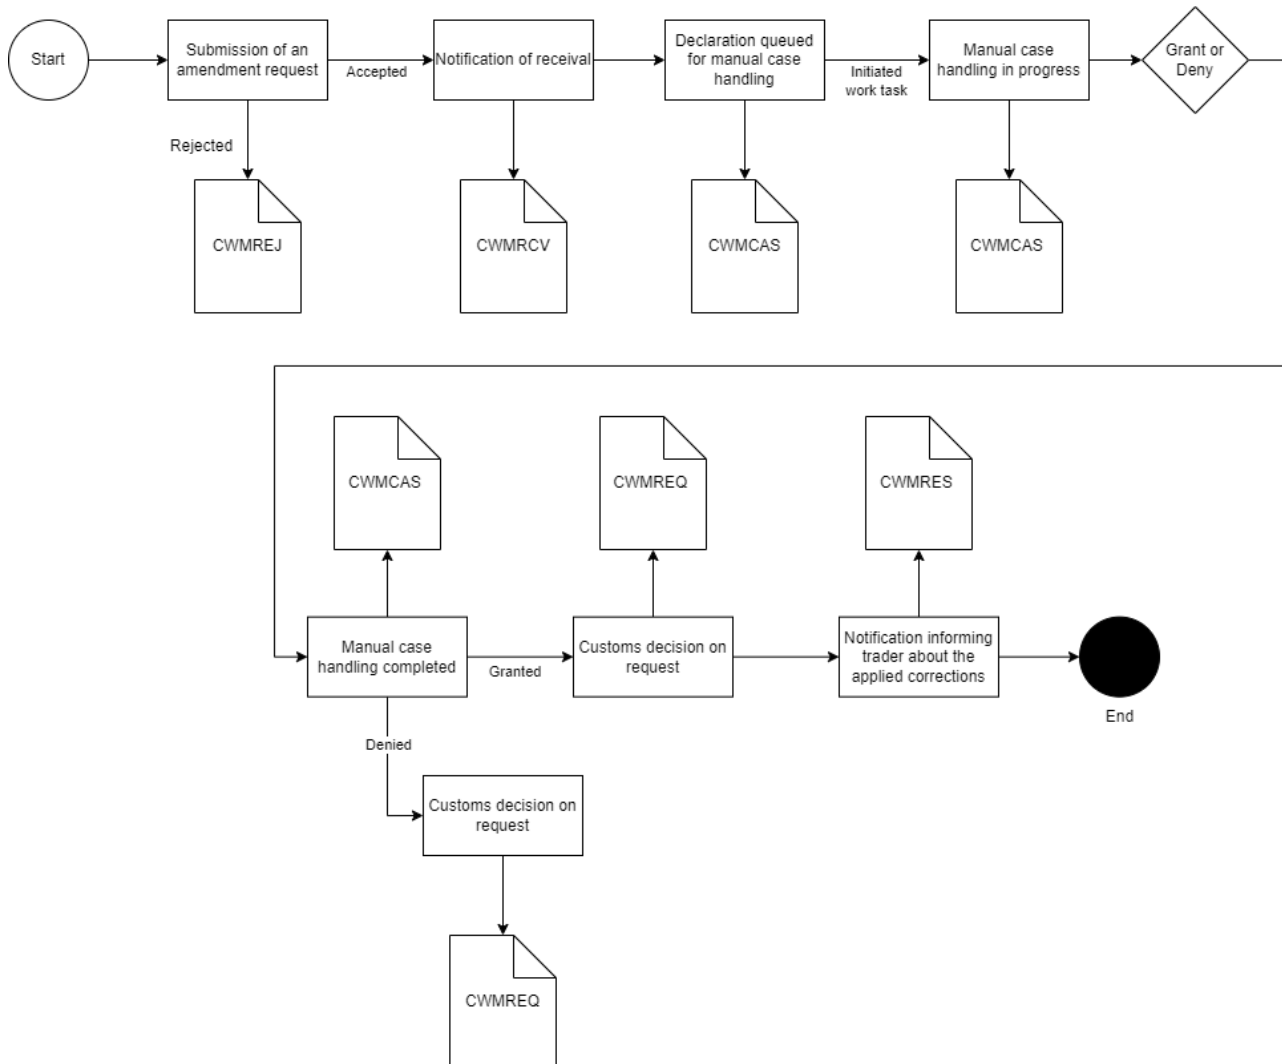 Start
Submission of an
amendment request
Accepted
Notification of receival
Declaration queued
for manual case
handling
Initiated
work task
Manual case
handling in progress
Grant or
Deny
Rejected
CWMREJ
CWMRCV
CWMCAS
CWMCAS
CWMCAS
CWMREQ
CWMRES
Manual case
handling completed
Granted
Customs decision on
request
Notification informing
trader about the
applied corrections
End
Denied
Customs decision on
request
CWMREQ